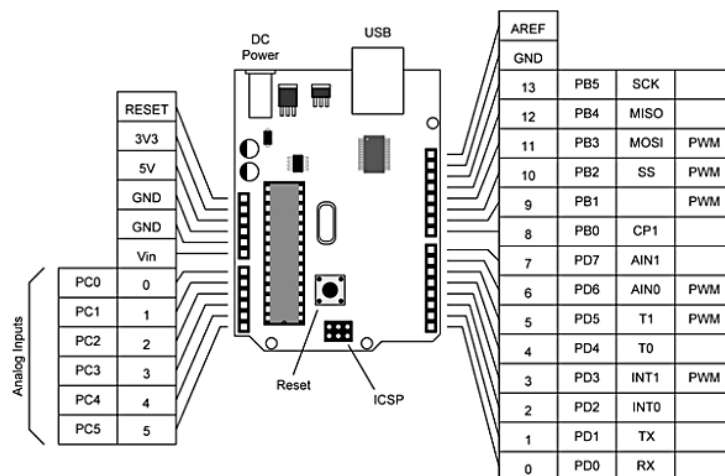 DC
Power
USB
RESET
3V3
5V
GND
GND
Vin
Analog Inputs
PC0 0
PC1 1
PC2 2
PC3 3
PC4 4
PC5 5
Reset
ICSP
AREF
GND
13 PB5 SCK
12 PB4 MISO
11 PB3 MOSI PWM
10 PB2 SS PWM
9 PB1 PWM
8 PB0 CP1
7 PD7 AIN1
6 PD6 AIN0 PWM
5 PD5 T1 PWM
4 PD4 T0
3 PD3 INT1 PWM
2 PD2 INT0
1 PD1 TX
0 PD0 RX